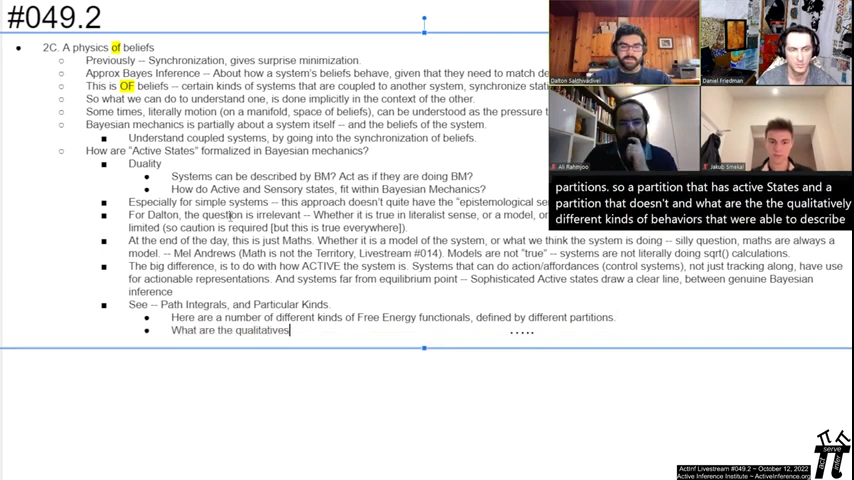 #049.2
2C. A physics of beliefs
Previously -- Synchronization, gives surprise minimization.
Approx Bayes Inference -- About how a system's beliefs behave, given that they need to match
This is OF beliefs -- certain kinds of systems that are coupled to another system, synchronize
So what we can do to understand one, is done implicitly in the context of the other.
Some times, literally motion (on a manifold, space of beliefs), can be understood as the pressure
Bayesian mechanics is partially about a system itself -- and the beliefs of the system.
Understand coupled systems, by going into the synchronization of beliefs.
How are "Active States" formalized in Bayesian mechanics?
Duality
Systems can be described by BM? Act as if they are doing BM?
How do Active and Sensory states, fit within Bayesian Mechanics?
Especially for simple systems -- this approach doesn't quite have the "epistemological
For Dalton, the question is irrelevant -- Whether it is true in literalist sense, or a model, or
limited (so caution is required [but this is true everywhere]).
At the end of the day, this is just Maths. Whether it is a model of the system, or what we think the system is doing -- silly question, maths are always a
model. -- Mel Andrews (Math is not the Territory, Livestream #014). Models are not "true" -- systems are not literally doing sqrt() calculations.
The big difference, is to do with how ACTIVE the system is. Systems that can do action/affordances (control systems), not just tracking along, have use
for actionable representations. And systems far from equilibrium point -- Sophisticated Active states draw a clear line, between genuine Bayesian
inference
See -- Path Integrals, and Particular Kinds.
Here are a number of different kinds of Free Energy functionals, defined by different partitions.
What are the qualitatives
Dalton Sakthivadivel
Daniel Friedman
Ali Rahmjoo
Jakub Smekal
partitions. so a partition that has active States and a
partition that doesn't and what are the the qualitatively
different kinds of behaviors that were able to describe
serve
act
infer
ActInf Livestream #049.2 ~ October 12, 2022
Active Inference Institute ~ ActiveInference.org